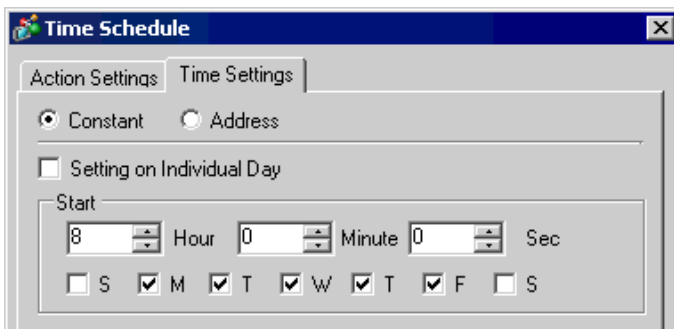 Time Schedule
Action Settings Time Settings
Constant Address
Setting on Individual Day
Start
8 Hour 0 Minute 0 Sec
S M T W T F S